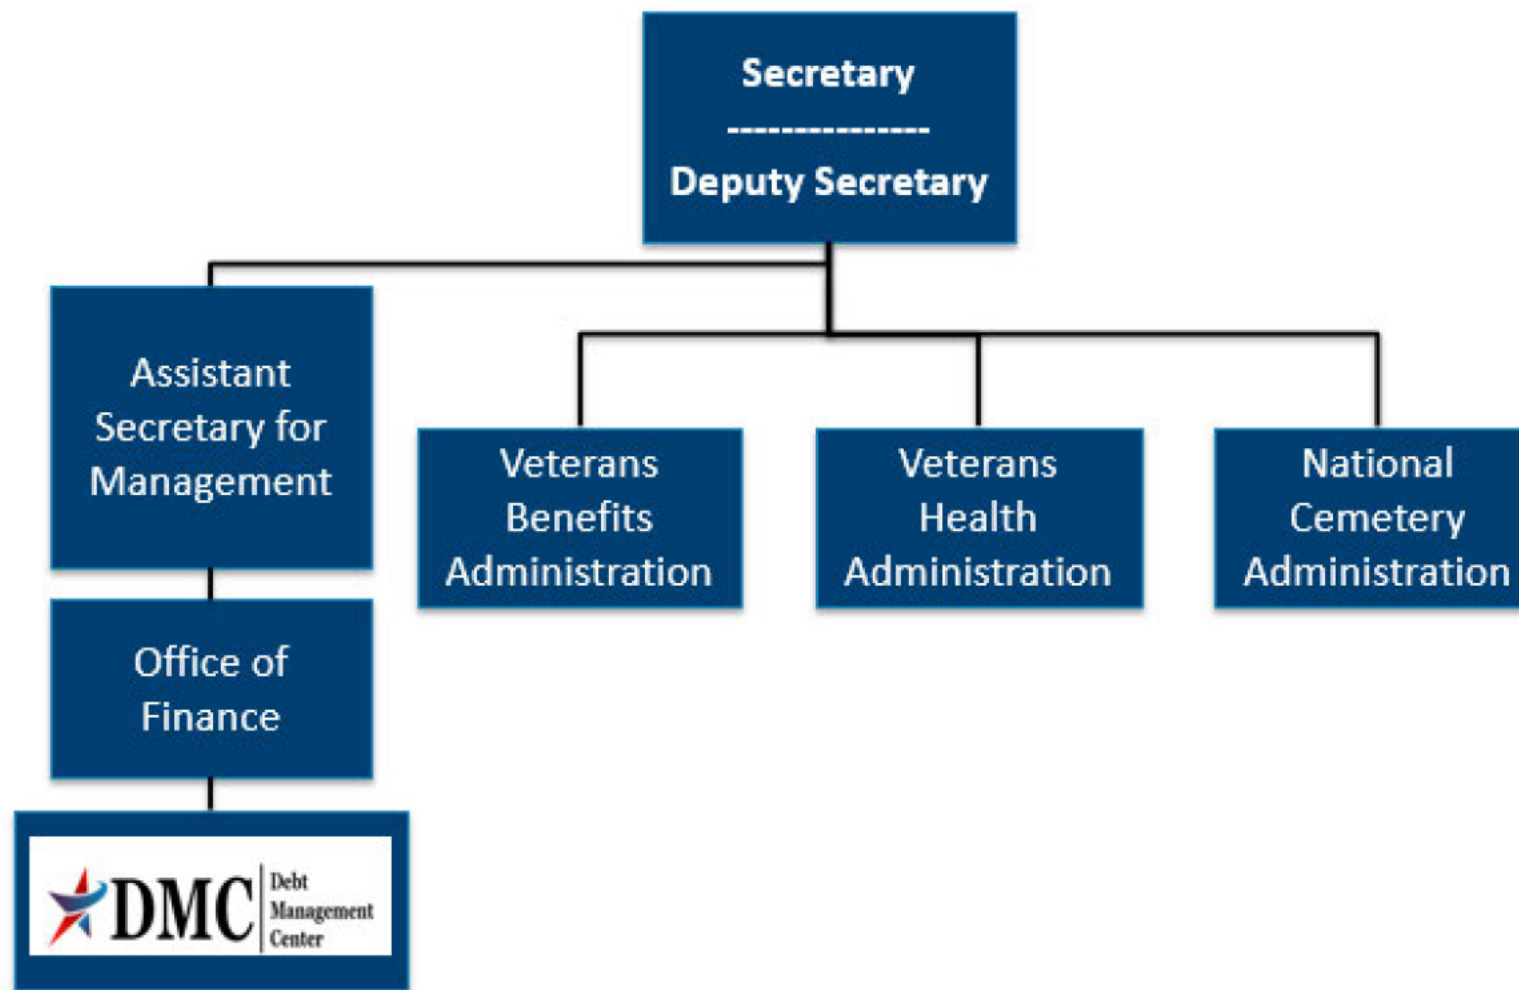 Secretary
---------------
Deputy Secretary
Assistant
Secretary for
Management
Veterans
Benefits
Administration
Veterans
Health
Administration
National
Cemetery
Administration
Office of
Finance
DMC
Debt
Management
Center